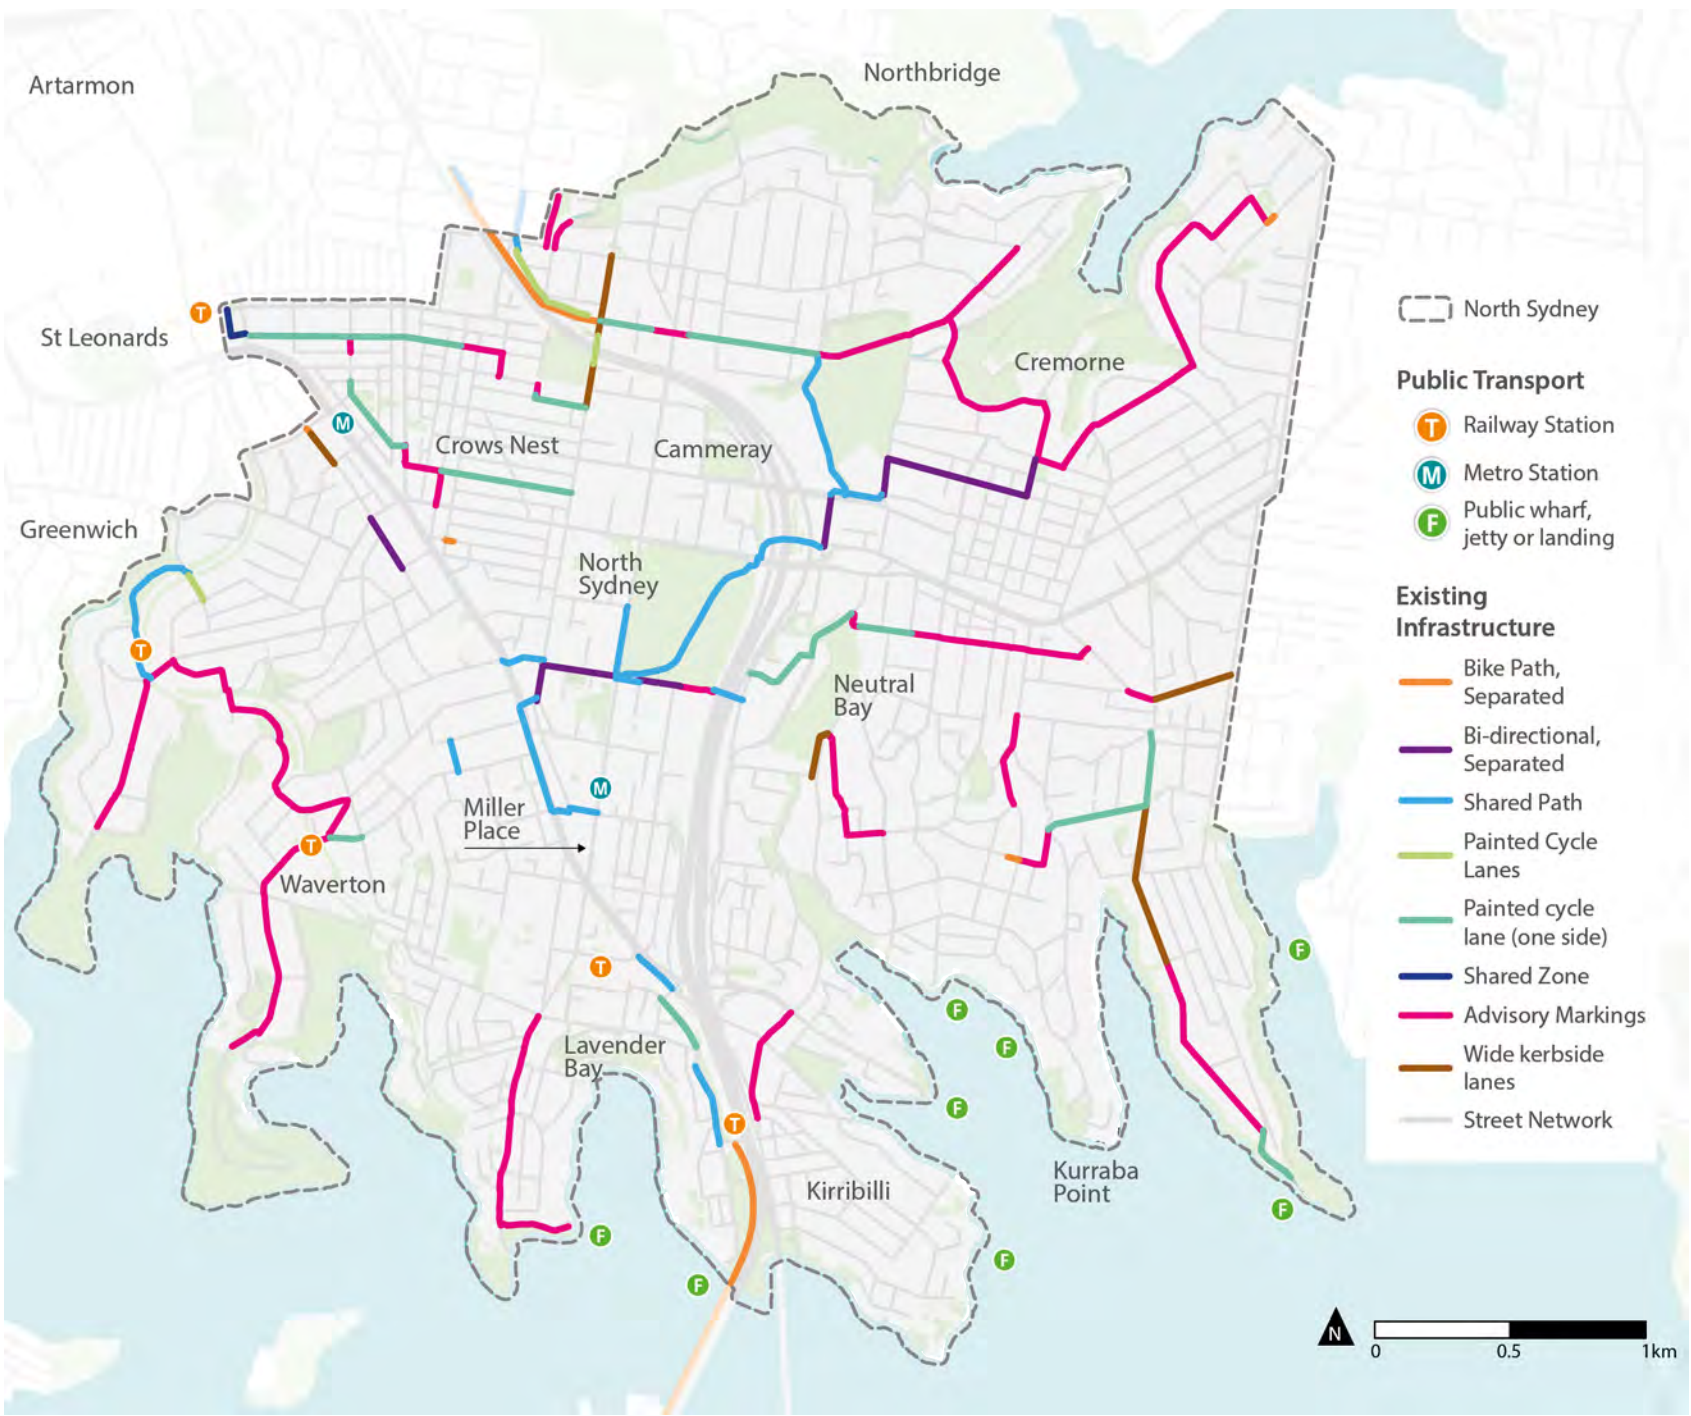 Artarmon
Northbridge
T
St Leonards
M
Crows Nest
Cammeray
Cremorne
Greenwich
North
Sydney
T
Neutral
Bay
M
Miller
Place
T
Waverton
T
Lavender
Bay
T
Kirribilli
Kurraba
Point
F
F
F
F
F
F
F
F
North Sydney
Public Transport
T Railway Station
M Metro Station
F Public wharf,
jetty or landing
Existing
Infrastructure
Bike Path,
Separated
Bi-directional,
Separated
Shared Path
Painted Cycle
Lanes
Painted cycle
lane (one side)
Shared Zone
Advisory Markings
Wide kerbside
lanes
Street Network
N
0 0.5 1km